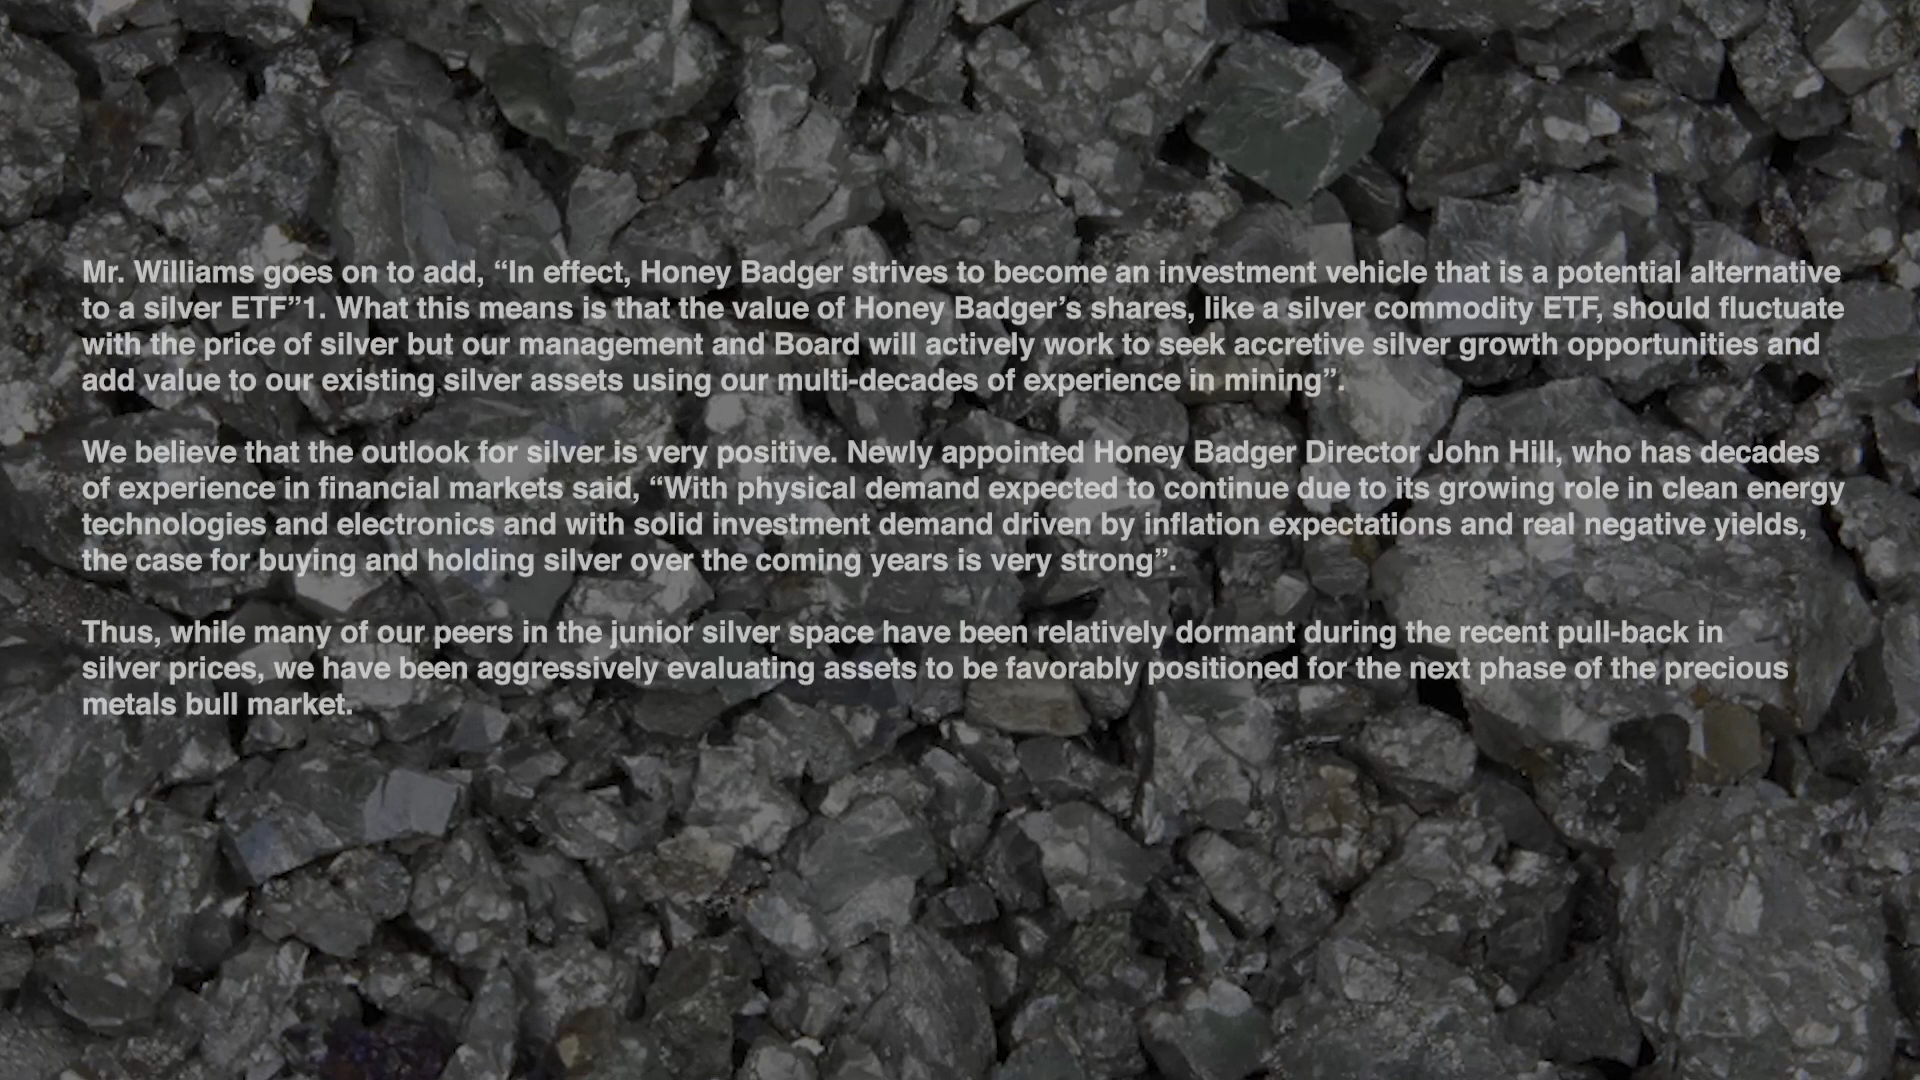 Mr. Williams goes on to add, “In effect, Honey Badger strives to become an investment vehicle that is a potential alternative
to a silver ETF”1. What this means is that the value of Honey Badger’s shares, like a silver commodity ETF, should fluctuate
with the price of silver but our management and Board will actively work to seek accretive silver growth opportunities and
add value to our existing silver assets using our multi-decades of experience in mining”.
We believe that the outlook for silver is very positive. Newly appointed Honey Badger Director John Hill, who has decades
of experience in financial markets said, “With physical demand expected to continue due to its growing role in clean energy
technologies and electronics and with solid investment demand driven by inflation expectations and real negative yields,
the case for buying and holding silver over the coming years is very strong”.
Thus, while many of our peers in the junior silver space have been relatively dormant during the recent pull-back in
silver prices, we have been aggressively evaluating assets to be favorably positioned for the next phase of the precious
metals bull market.